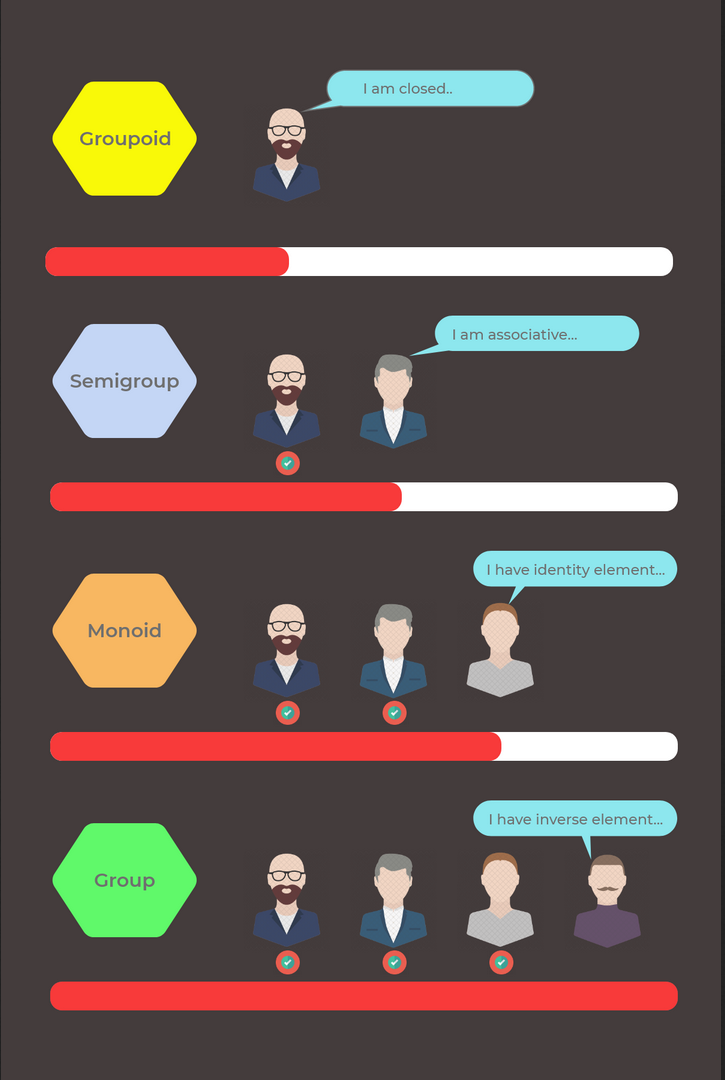 I am closed..
Groupoid
I am associative...
Semigroup
I have identity element...
Monoid
I have inverse element...
Group